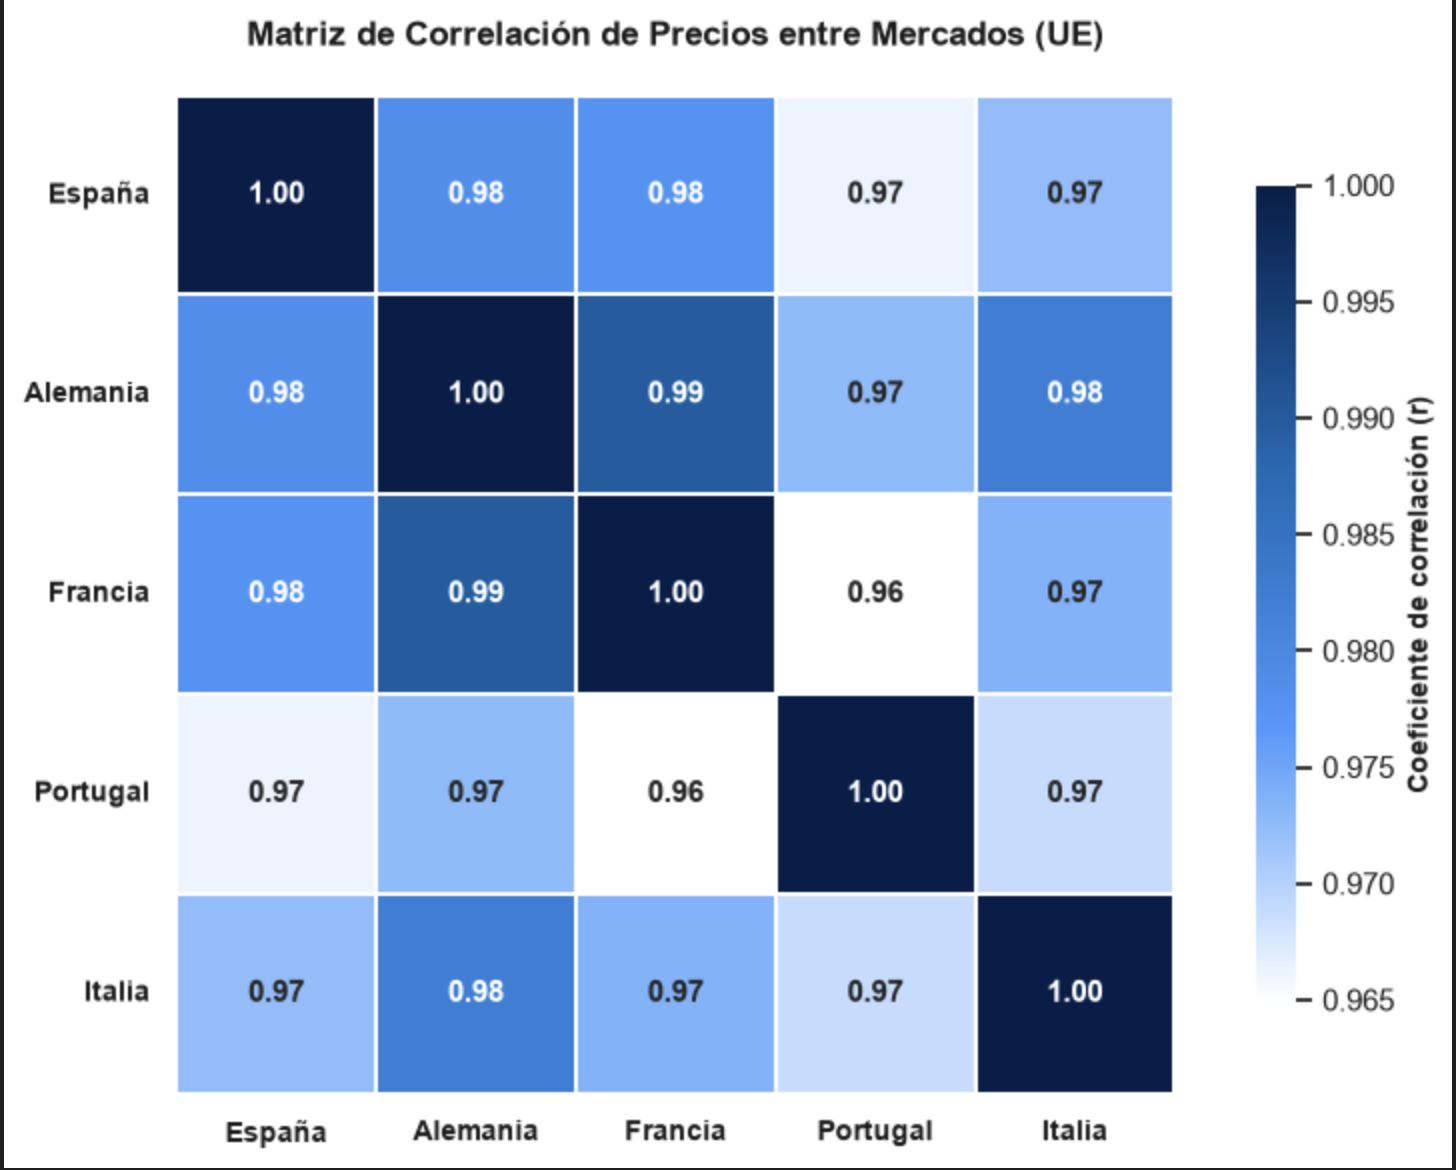 Matriz de Correlación de Precios entre Mercados (UE)
España 1.00 0.98 0.98 0.97 0.97
Alemania 0.98 1.00 0.99 0.97 0.98
Francia 0.98 0.99 1.00 0.96 0.97
Portugal 0.97 0.97 0.96 1.00 0.97
Italia 0.97 0.98 0.97 0.97 1.00
España Alemania Francia Portugal Italia
1.000
0.995
0.990
0.985
0.980
0.975
0.970
0.965
Coeficiente de correlación (r)